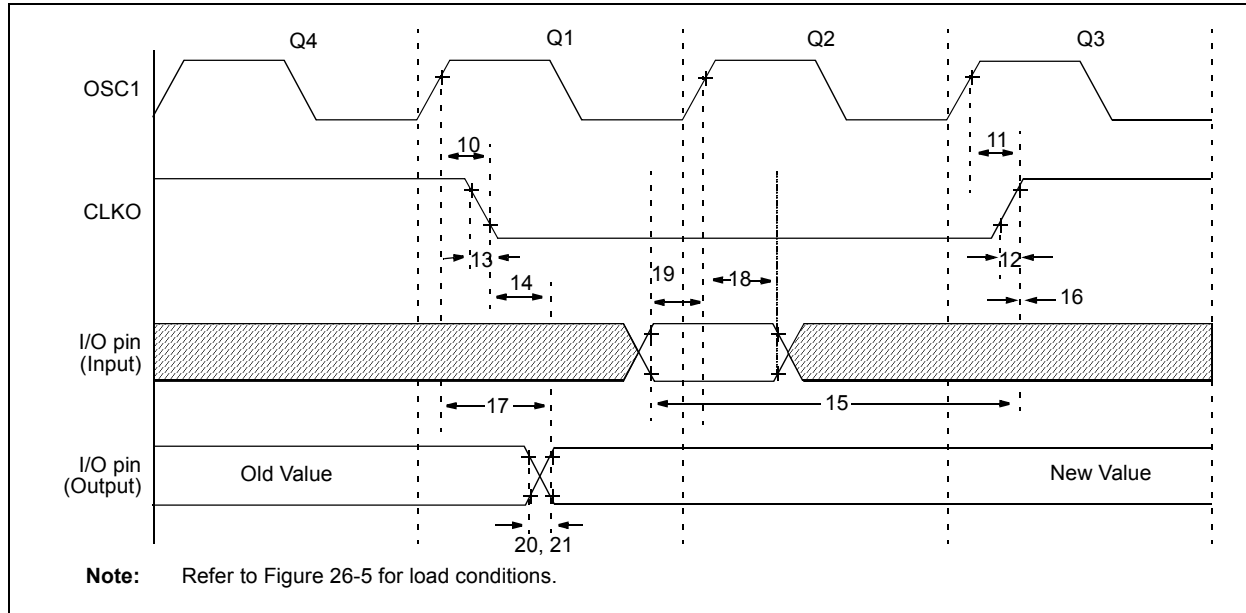 Q4 Q1 Q2 Q3
OSC1
10 11
CLKO
13 12
14 19 18 16
I/O pin
(Input)
17 15
I/O pin
(Output)
Old Value New Value
20, 21
Note: Refer to Figure 26-5 for load conditions.